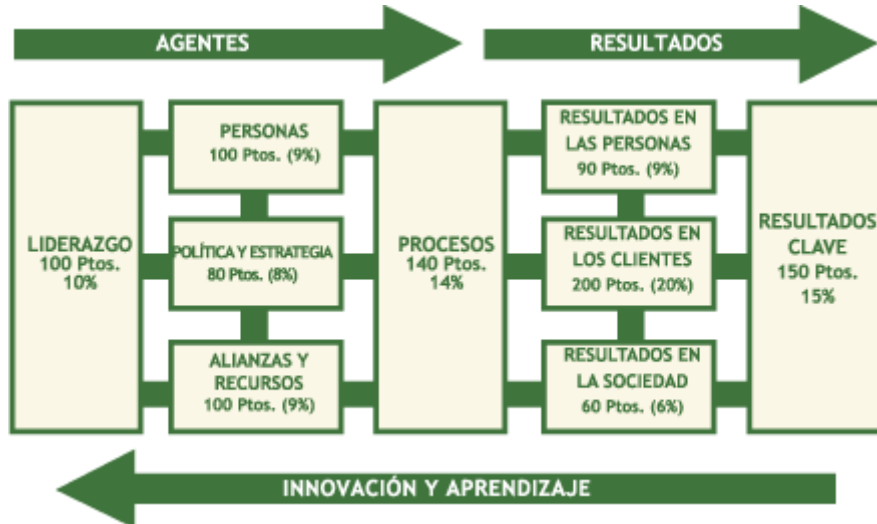 AGENTES
RESULTADOS
LIDERAZGO
100 Ptos.
10%
PERSONAS
100 Ptos. (9%)
POLÍTICA Y ESTRATEGIA
80 Ptos. (8%)
ALIANZAS Y
RECURSOS
100 Ptos. (9%)
PROCESOS
140 Ptos.
14%
RESULTADOS EN
LAS PERSONAS
90 Ptos. (9%)
RESULTADOS EN
LOS CLIENTES
200 Ptos. (20%)
RESULTADOS EN
LA SOCIEDAD
60 Ptos. (6%)
RESULTADOS
CLAVE
150 Ptos.
15%
INNOVACIÓN Y APRENDIZAJE